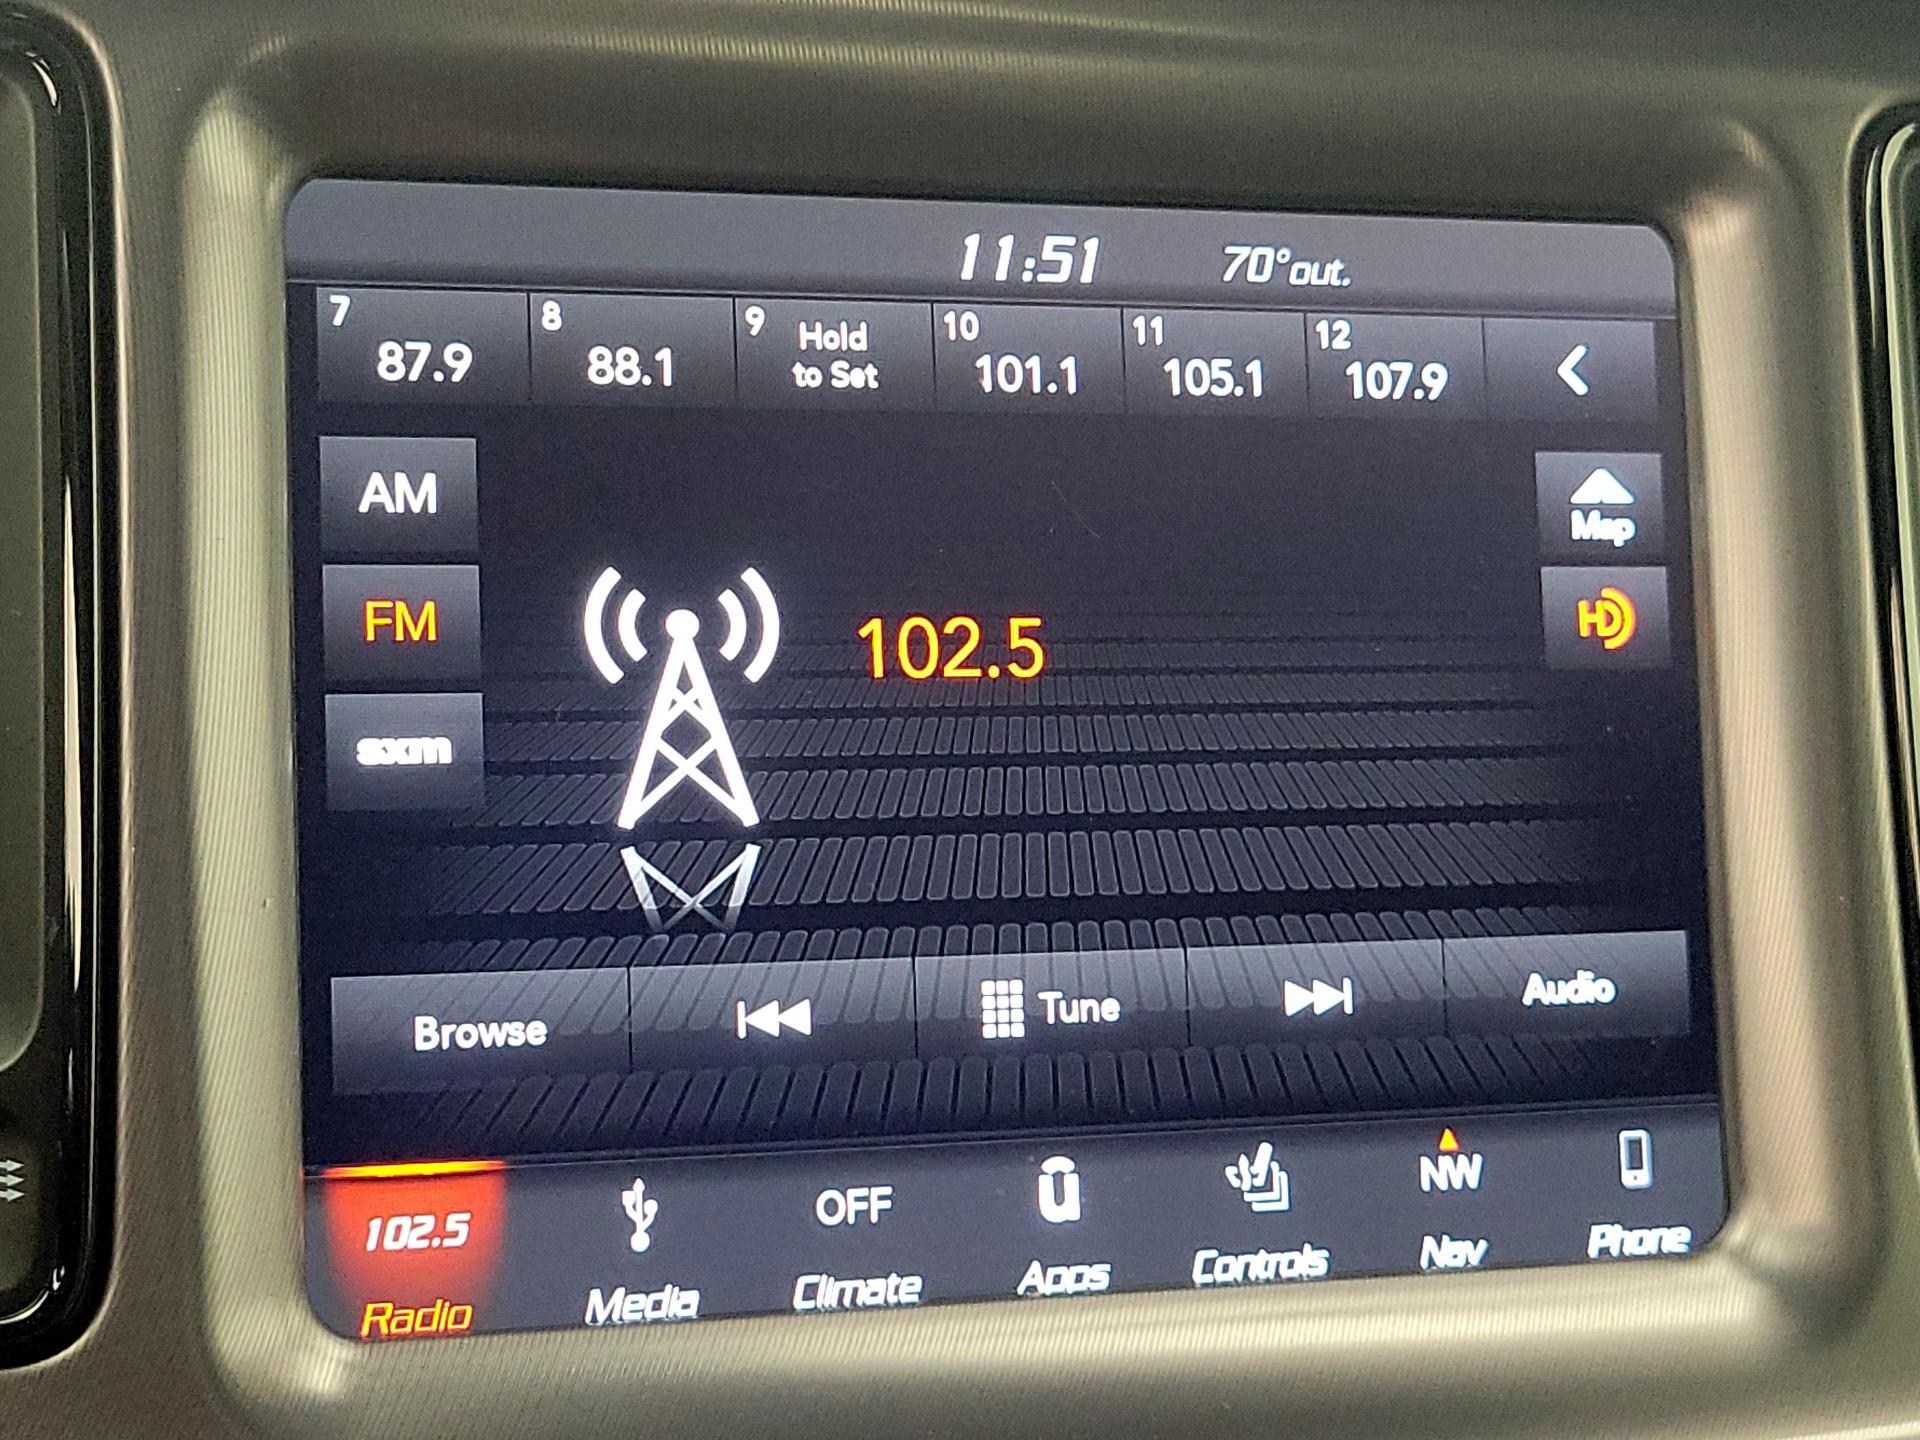 11:51 70°out.
7 87.9
8 88.1
9 Hold
to Set
10 101.1
11 105.1
12 107.9
AM
Map
FM
102.5
HD
sxm
Browse
Tune
Audio
102.5
Radio
Media
OFF
Climate
u
Apps
Controls
NW
Nav
Phone